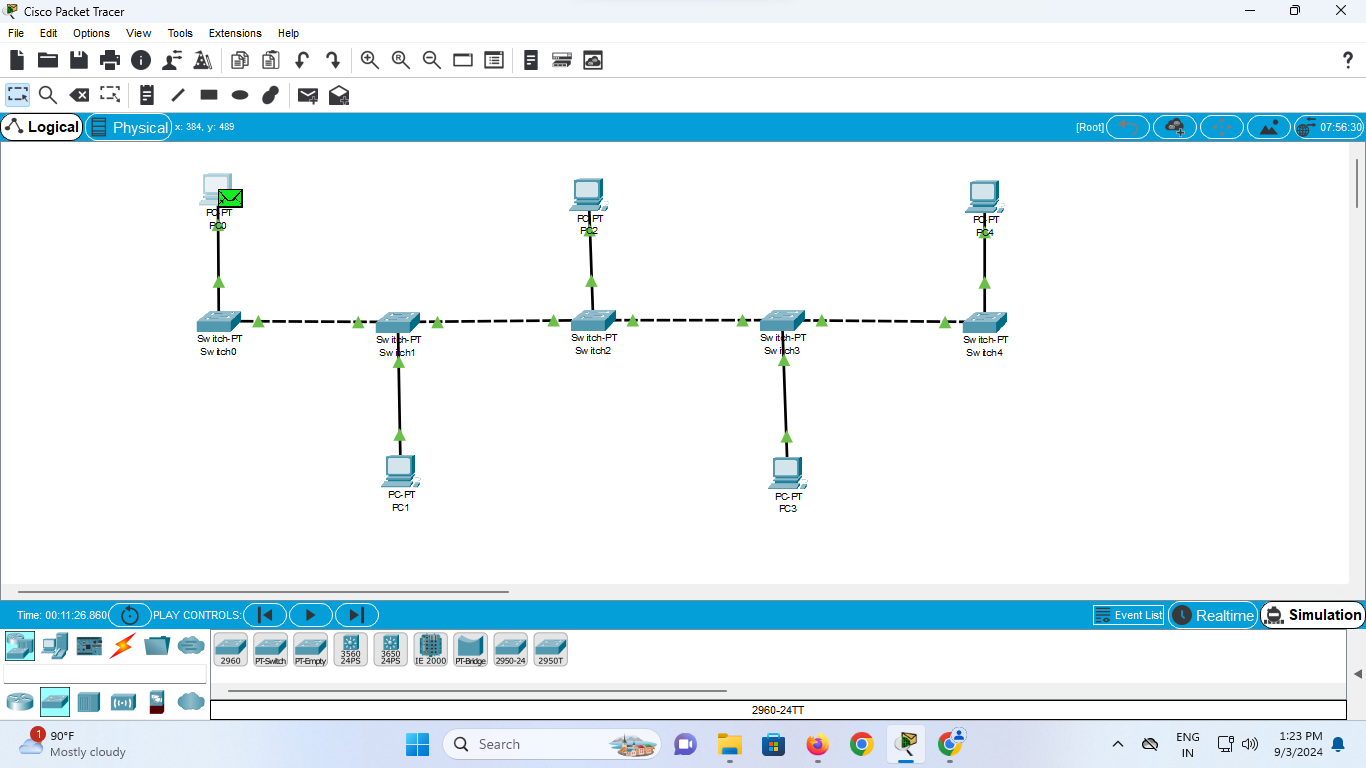 Cisco Packet Tracer
File Edit Options View Tools Extensions Help
Logical Physical x: 384, y: 489 [Root] 07:56:30
PC-PT
PC0
PC-PT
PC2
PC-PT
PC4
Switch-PT
Switch0
Switch-PT
Switch1
Switch-PT
Switch2
Switch-PT
Switch3
Switch-PT
Switch4
PC-PT
PC1
PC-PT
PC3
Time: 00:11:26.860 PLAY CONTROLS: Event List Realtime Simulation
2960 PT-Switch PT-Empty 3560 24PS 3650 24PS IE 2000 PT-Bridge 2950-24 2950T
2960-24TT
1 90°F
Mostly cloudy
Search
ENG
IN
1:23 PM
9/3/2024